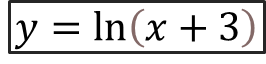 y = ln(x + 3)